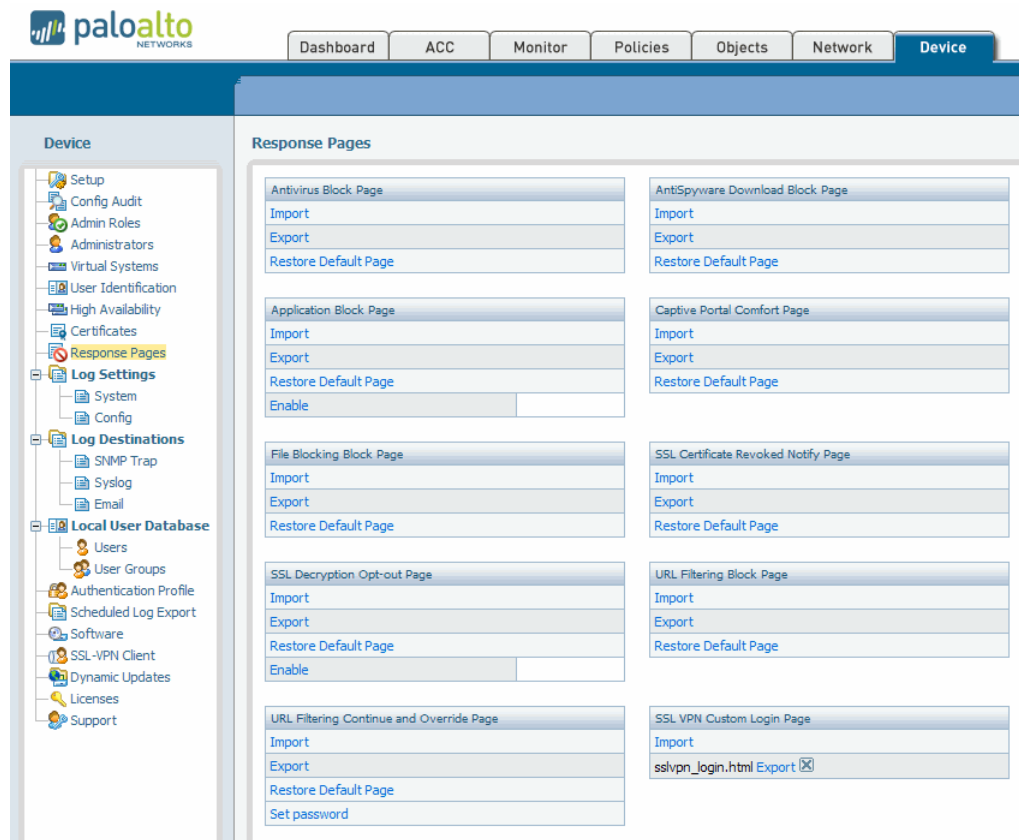 paloalto
NETWORKS
Dashboard
ACC
Monitor
Policies
Objects
Network
Device
Device
Setup
Config Audit
Admin Roles
Administrators
Virtual Systems
User Identification
High Availability
Certificates
Response Pages
Log Settings
System
Config
Log Destinations
SNMP Trap
Syslog
Email
Local User Database
Users
User Groups
Authentication Profile
Scheduled Log Export
Software
SSL-VPN Client
Dynamic Updates
Licenses
Support
Response Pages
Antivirus Block Page
Import
Export
Restore Default Page
AntiSpyware Download Block Page
Import
Export
Restore Default Page
Application Block Page
Import
Export
Restore Default Page
Enable
Captive Portal Comfort Page
Import
Export
Restore Default Page
File Blocking Block Page
Import
Export
Restore Default Page
SSL Certificate Revoked Notify Page
Import
Export
Restore Default Page
SSL Decryption Opt-out Page
Import
Export
Restore Default Page
Enable
URL Filtering Block Page
Import
Export
Restore Default Page
URL Filtering Continue and Override Page
Import
Export
Restore Default Page
Set password
SSL VPN Custom Login Page
Import
sslvpn_login.html Export